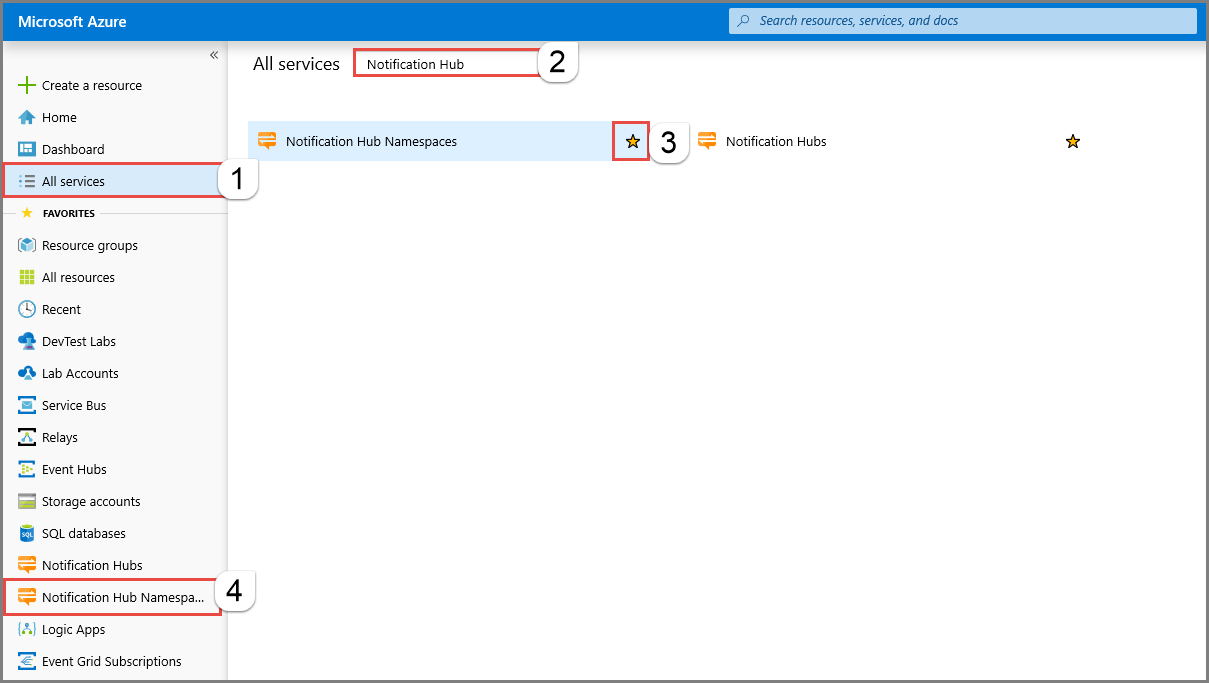 Microsoft Azure
Search resources, services, and docs
«
Create a resource
Home
Dashboard
All services
1
FAVORITES
Resource groups
All resources
Recent
DevTest Labs
Lab Accounts
Service Bus
Relays
Event Hubs
Storage accounts
SQL
SQL databases
Notification Hubs
Notification Hub Namespa...
4
Logic Apps
Event Grid Subscriptions
All services
Notification Hub
2
Notification Hub Namespaces
3
Notification Hubs